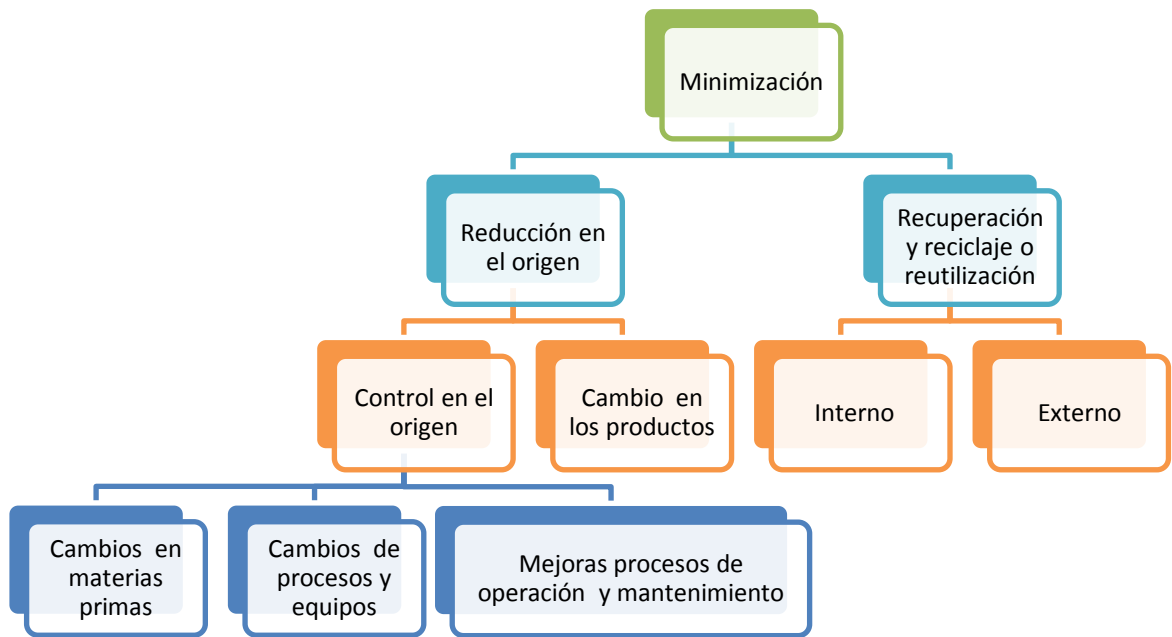 Minimización
Reducción en
el origen
Recuperación
y reciclaje o
reutilización
Control en el
origen
Cambio en
los productos
Interno
Externo
Cambios en
materias
primas
Cambios de
procesos y
equipos
Mejoras procesos de
operación y mantenimiento